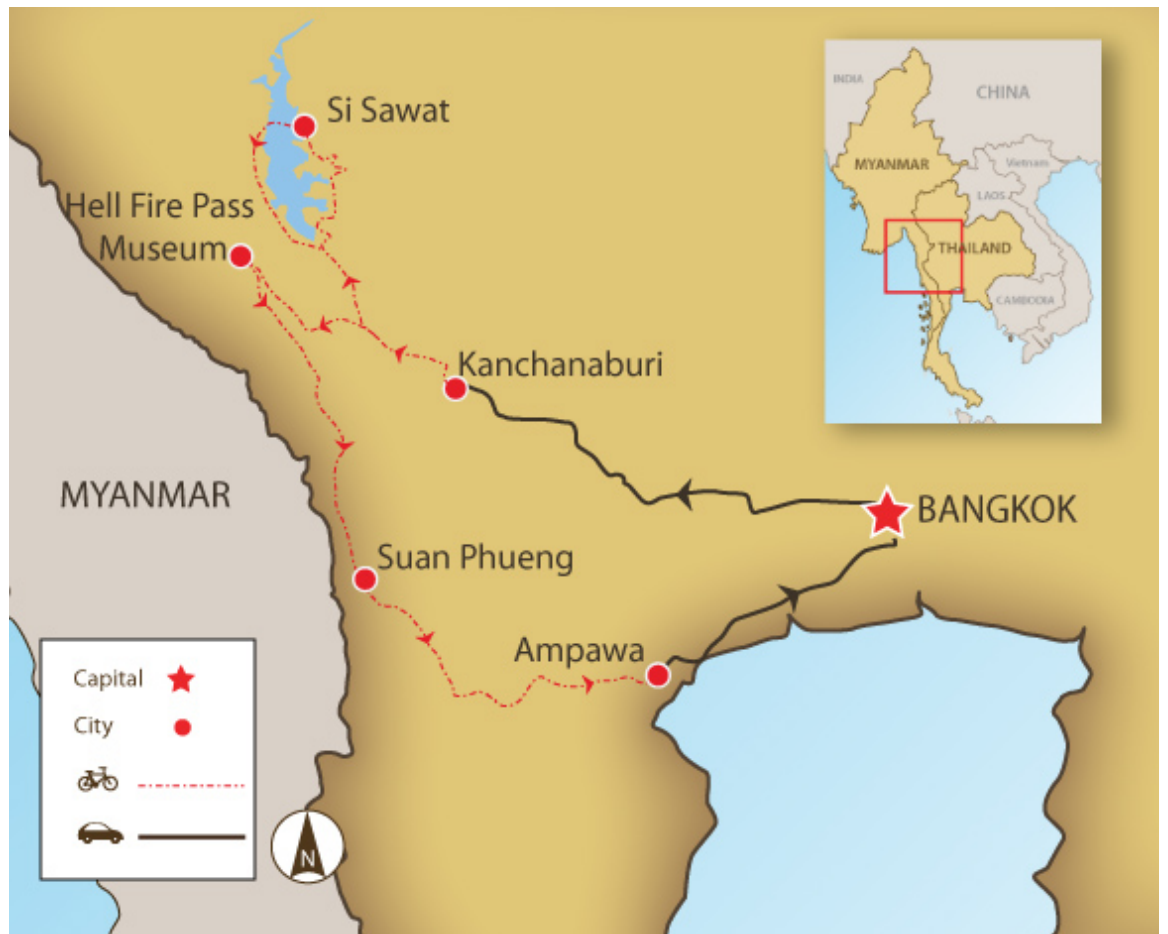 Si Sawat
Hell Fire Pass
Museum
Kanchanaburi
BANGKOK
MYANMAR
Suan Phueng
Ampawa
Capital
City
N
INDIA
CHINA
MYANMAR
Vietnam
LAOS
THAILAND
CAMBODIA